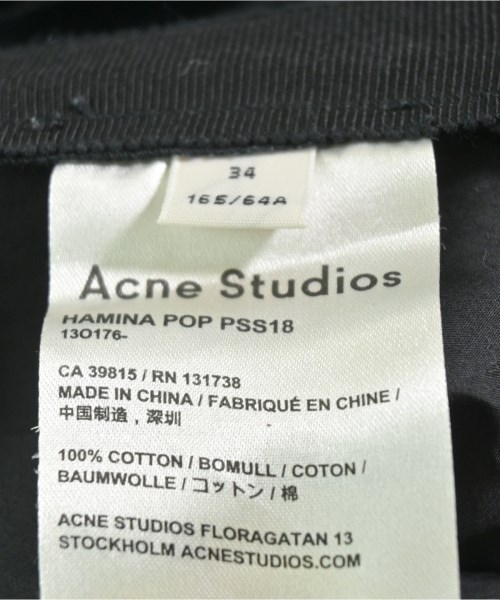 34
165/64A
Acne Studios
HAMINA POP PSS18
13O176-
CA 39815 / RN 131738
MADE IN CHINA / FABRIQUÉ EN CHINE /
中国制造，深圳
100% COTTON / BOMULL / COTON /
BAUMWOLLE / コットン / 棉
ACNE STUDIOS FLORAGATAN 13
STOCKHOLM ACNESTUDIOS.COM